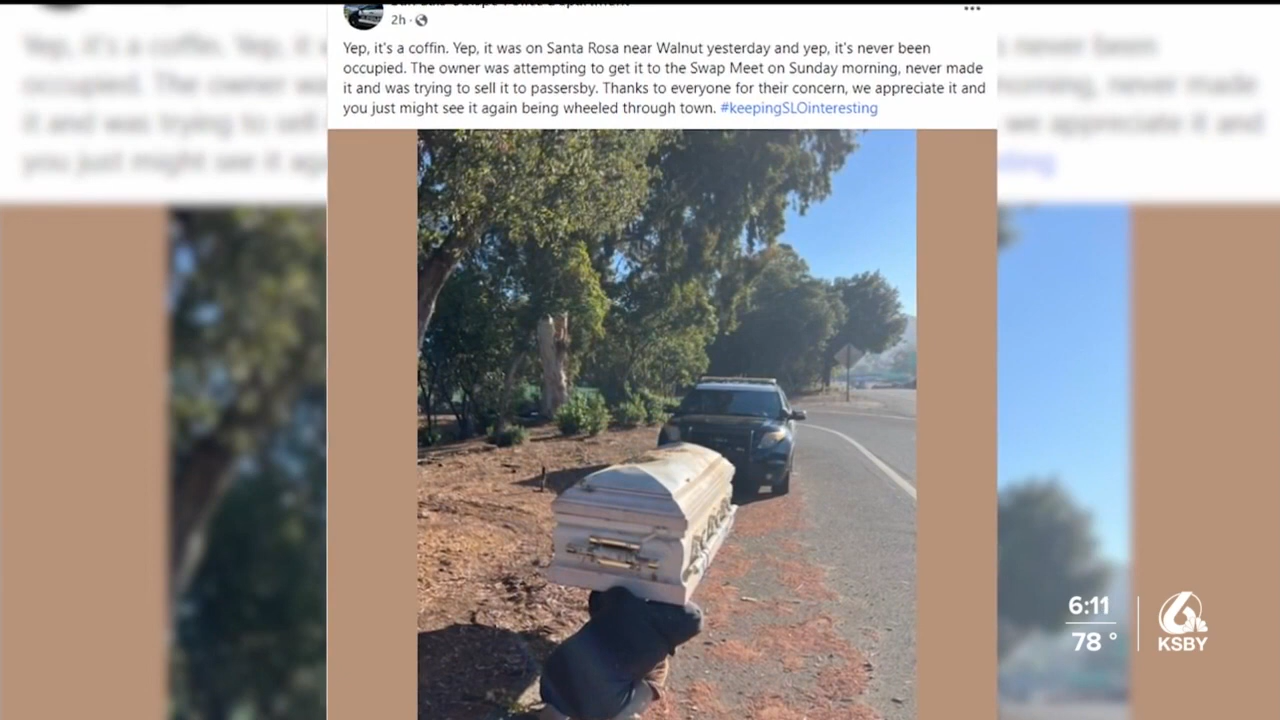 2h ·
Yep, it's a coffin. Yep, it was on Santa Rosa near Walnut yesterday and yep, it's never been
occupied. The owner was attempting to get it to the Swap Meet on Sunday morning, never made
it and was trying to sell it to passersby. Thanks to everyone for their concern, we appreciate it and
you just might see it again being wheeled through town. #keepingSLOinteresting
6:11
78 °
6
KSBY